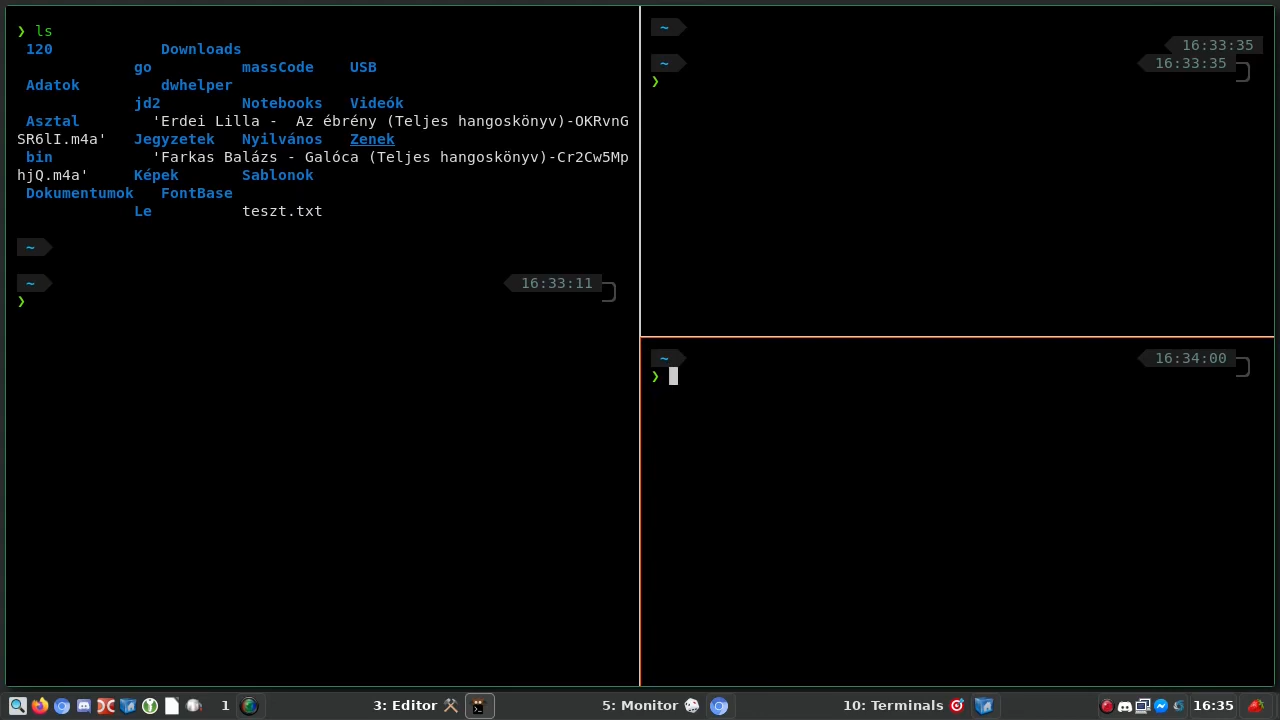 ❯ ls
120 Downloads
go massCode USB
Adatok dwhelper
jd2 Notebooks Videók
Asztal 'Erdei Lilla -  Az ébrény (Teljes hangoskönyv)-OKRvnG
SR6lI.m4a' Jegyzetek Nyilvános Zenek
bin 'Farkas Balázs - Galóca (Teljes hangoskönyv)-Cr2Cw5Mp
hjQ.m4a' Képek Sablonok
Dokumentumok FontBase
Le teszt.txt
~
~ 16:33:11
❯
~
16:33:35
~ 16:33:35
❯
~ 16:34:00
❯
1 3: Editor 5: Monitor 10: Terminals 16:35